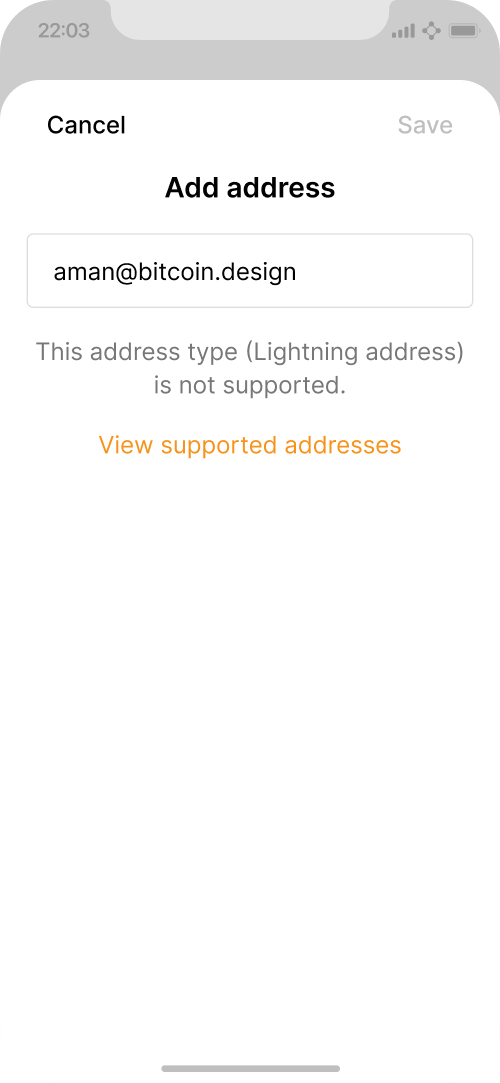 22:03
Cancel
Save
Add address
aman@bitcoin.design
This address type (Lightning address)
is not supported.
View supported addresses